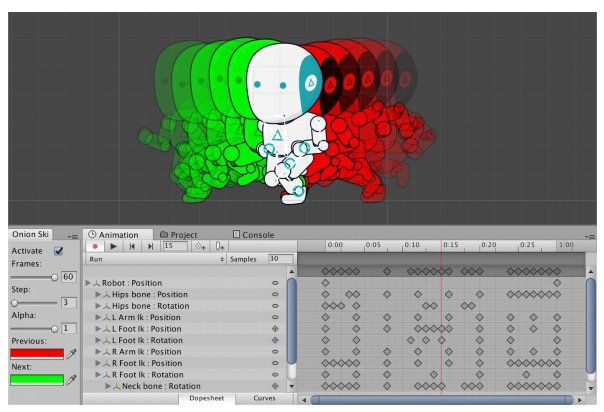 Onion Ski
Animation
Project
Console
Activate
15
0:00
0:05
0:10
0:15
0:20
0:25
1:00
Run
Samples
30
Frames:
60
Step:
3
Alpha:
1
Previous:
Next:
Robot : Position
Hips bone : Position
Hips bone : Rotation
L Arm Ik : Position
L Foot Ik : Position
L Foot Ik : Rotation
R Arm Ik : Position
R Foot Ik : Position
R Foot Ik : Rotation
Neck bone : Rotation
Dopesheet
Curves